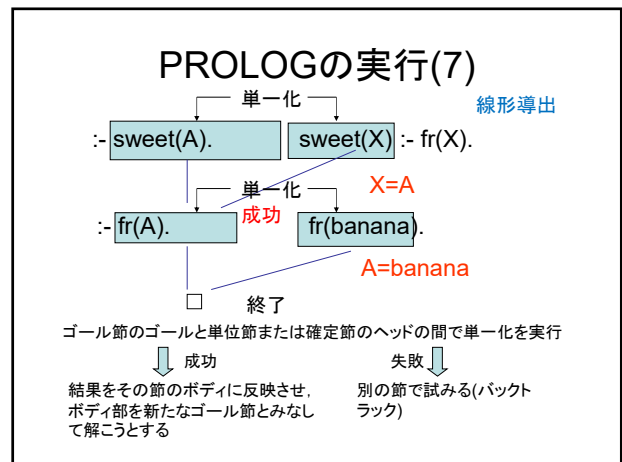 PROLOGの実行(7)
単一化
線形導出
:- sweet(A). sweet(X) :- fr(X).
X=A
単一化
成功
:- fr(A). fr(banana).
A=banana
□ 終了
ゴール節のゴールと単位節または確定節のヘッドの間で単一化を実行
成功 失敗
結果をその節のボディに反映させ,
ボディ部を新たなゴール節とみなし
て解こうとする
別の節で試みる(バックト
ラック)